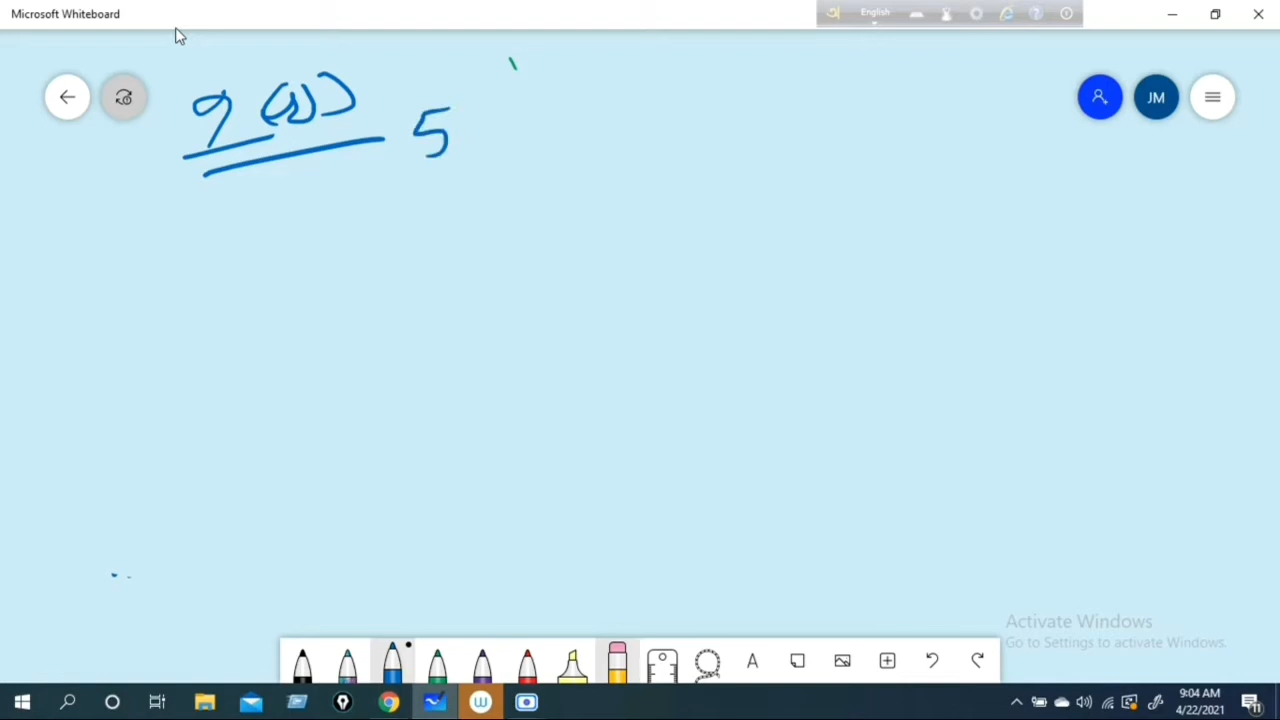 Microsoft Whiteboard
অ English
JM
5
A
Activate Windows
Go to Settings to activate Windows.
9:04 AM
4/22/2021